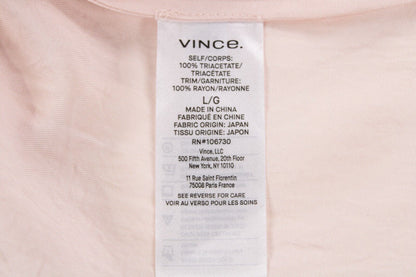 VINCE.
SELF/CORPS:
100% TRIACETATE/
TRIACÉTATE
TRIM/GARNITURE:
100% RAYON/RAYONNE
L/G
MADE IN CHINA
FABRIQUÉ EN CHINE
FABRIC ORIGIN: JAPAN
TISSU ORIGINE: JAPON
RN#106730
Vince, LLC
500 Fifth Avenue, 20th Floor
New York, NY 10110
11 Rue Saint Florentin
75008 Paris France
SEE REVERSE FOR CARE
VOIR AU VERSO POUR LES SOINS